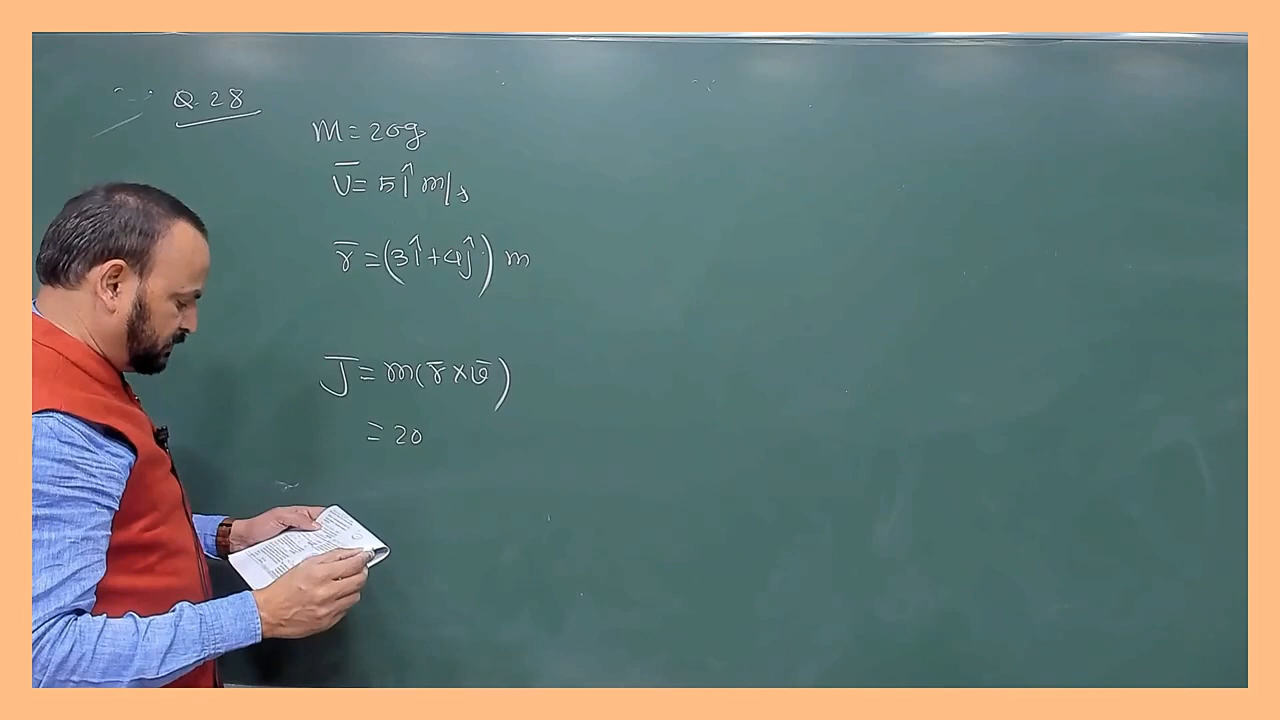 Q. 28
m = 20g
v̄ = 5î m/s
r̄ = (3î + 4ĵ) m
J̄ = m(r̄ × v̄)
= 20